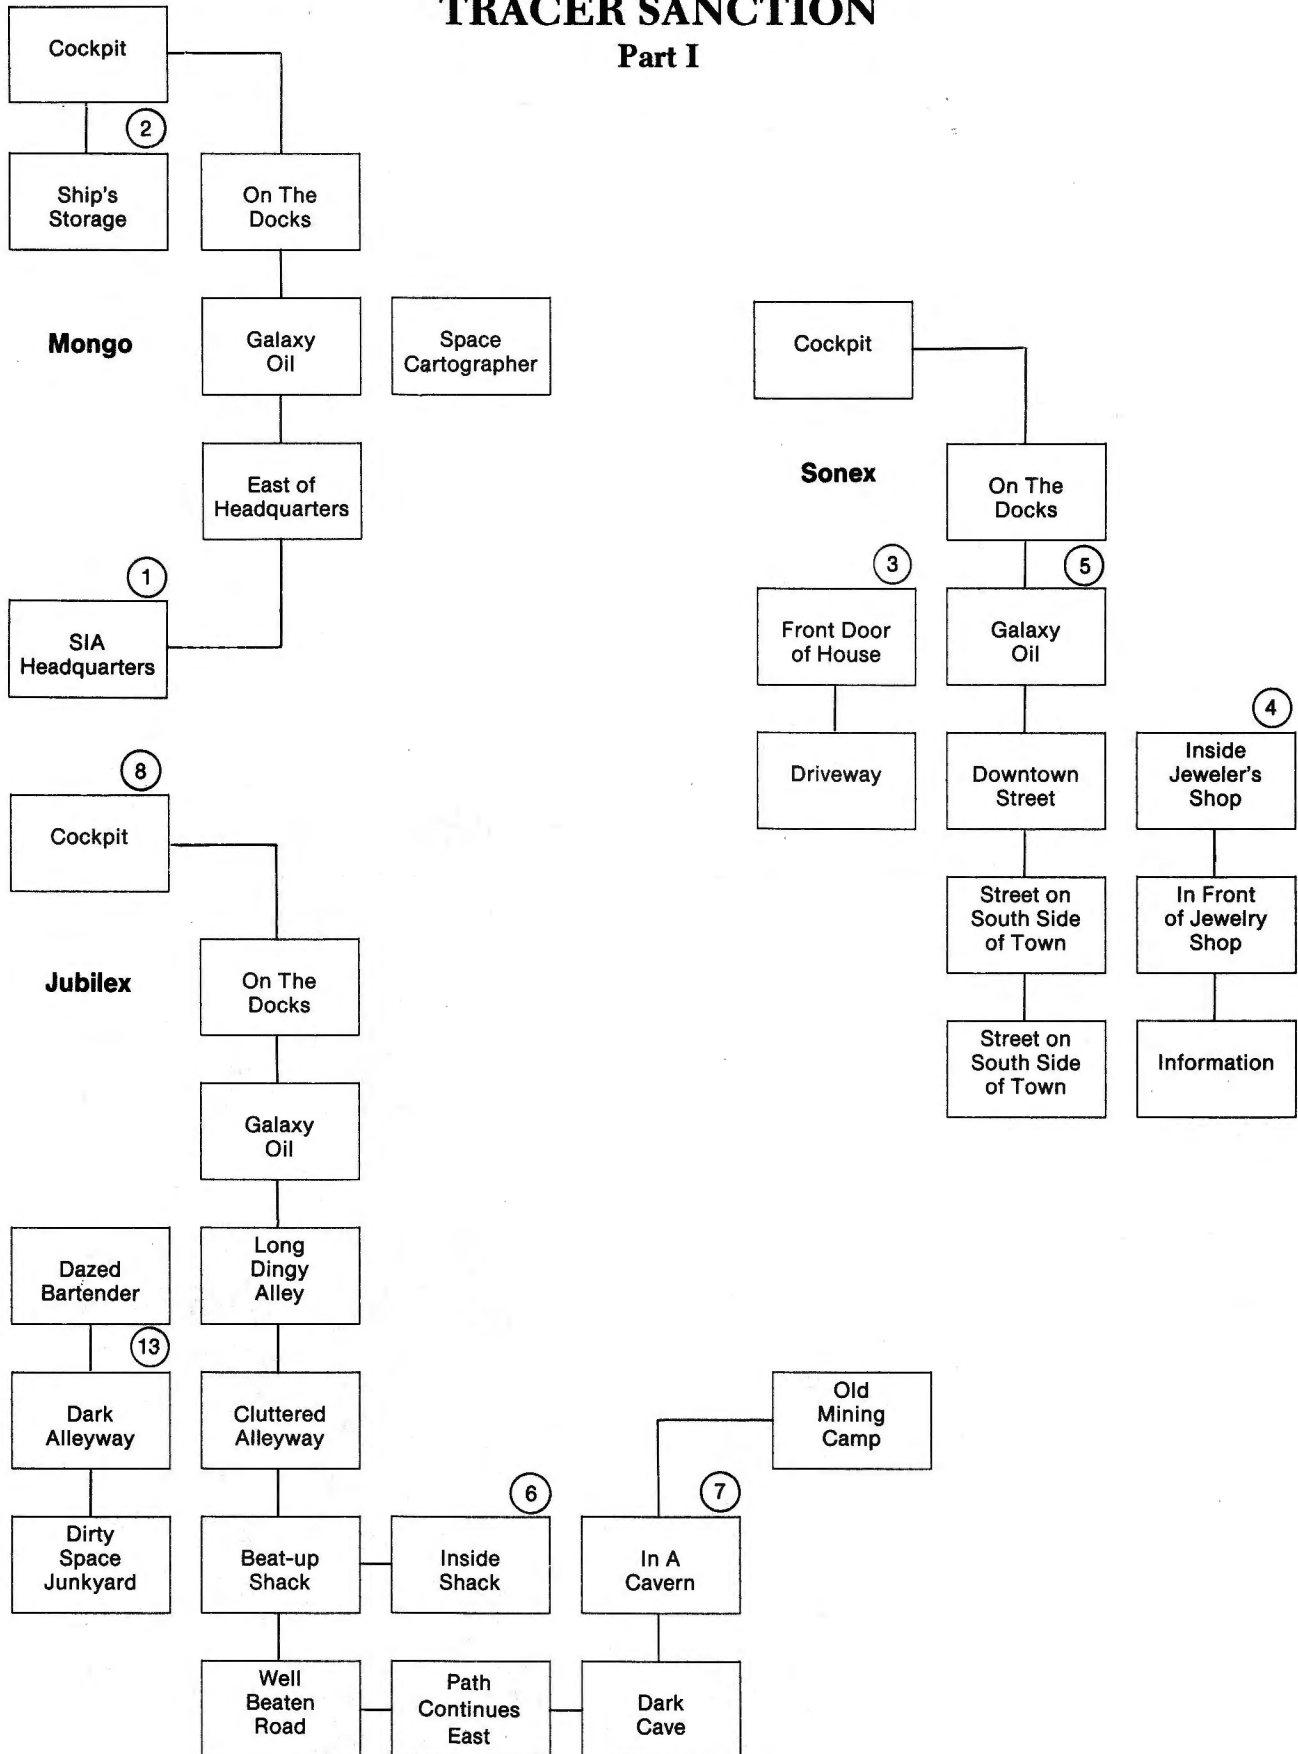 TRACER SANCTION
Part I
Cockpit
2
Ship's
Storage
On The
Docks
Mongo
Galaxy
Oil
Space
Cartographer
East of
Headquarters
1
SIA
Headquarters
Cockpit
Sonex
On The
Docks
3
Front Door
of House
5
Galaxy
Oil
Driveway
Downtown
Street
4
Inside
Jeweler's
Shop
Street on
South Side
of Town
In Front
of Jewelry
Shop
Street on
South Side
of Town
Information
8
Cockpit
Jubilex
On The
Docks
Galaxy
Oil
Dazed
Bartender
Long
Dingy
Alley
13
Dark
Alleyway
Cluttered
Alleyway
Old
Mining
Camp
Dirty
Space
Junkyard
Beat-up
Shack
6
Inside
Shack
7
In A
Cavern
Well
Beaten
Road
Path
Continues
East
Dark
Cave